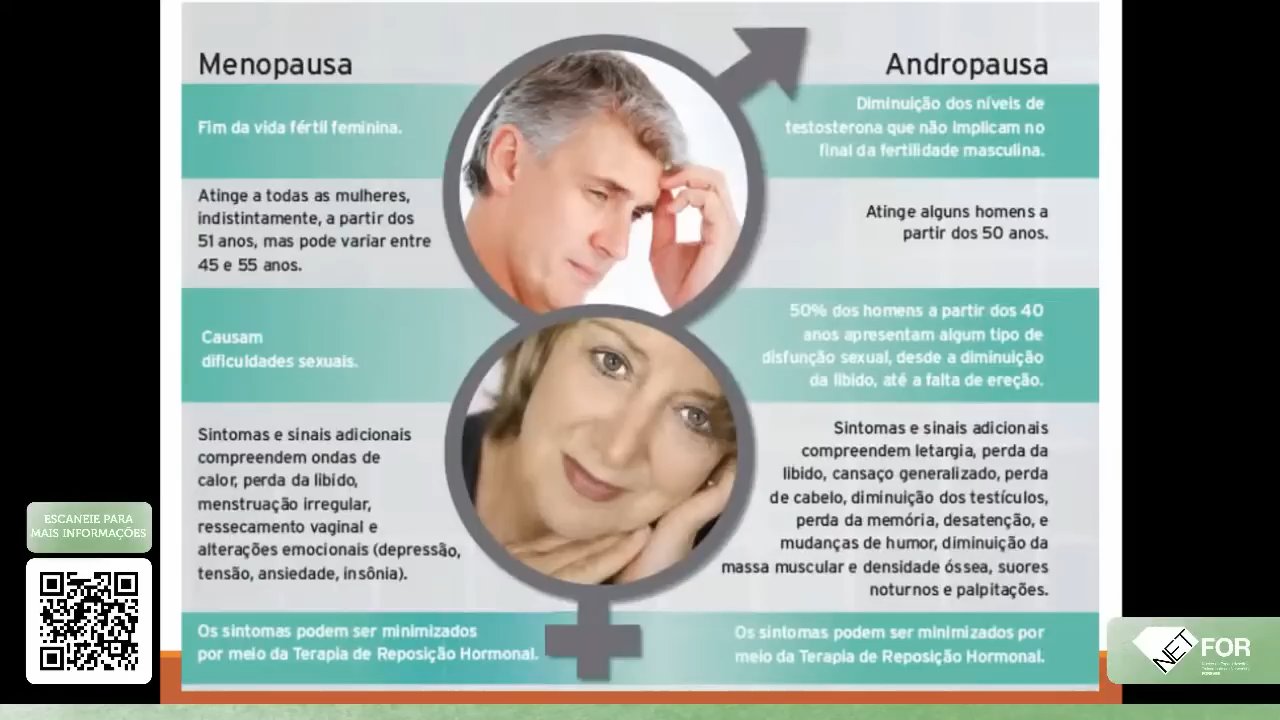 Menopausa
Fim da vida fértil feminina.
Atinge a todas as mulheres,
indistintamente, a partir dos
51 anos, mas pode variar entre
45 e 55 anos.
Causam
dificuldades sexuais.
Sintomas e sinais adicionais
compreendem ondas de
calor, perda da libido,
menstruação irregular,
ressecamento vaginal e
alterações emocionais (depressão,
tensão, ansiedade, insônia).
Os sintomas podem ser minimizados
por meio da Terapia de Reposição Hormonal.
Andropausa
Diminuição dos níveis de
testosterona que não implicam no
final da fertilidade masculina.
Atinge alguns homens a
partir dos 50 anos.
50% dos homens a partir dos 40
anos apresentam algum tipo de
disfunção sexual, desde a diminuição
da libido, até a falta de ereção.
Sintomas e sinais adicionais
compreendem letargia, perda da
libido, cansaço generalizado, perda
de cabelo, diminuição dos testículos,
perda da memória, desatenção, e
mudanças de humor, diminuição da
massa muscular e densidade óssea, suores
noturnos e palpitações.
Os sintomas podem ser minimizados por
meio da Terapia de Reposição Hormonal.
ESCANEIE PARA
MAIS INFORMAÇÕES
NET
FOR